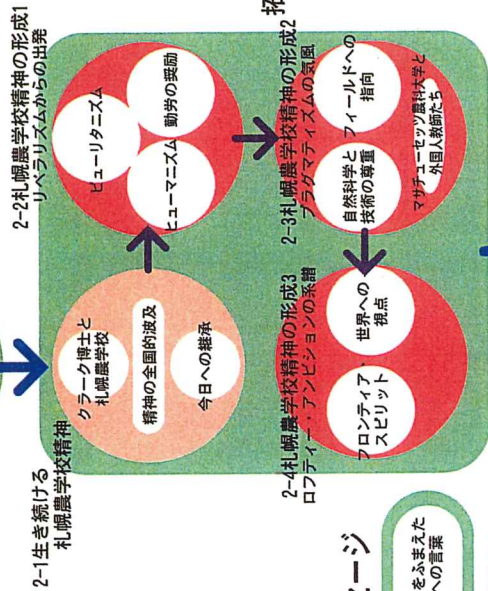 2-1生き続ける
札幌農学校精神
クラーク博士と
札幌農学校
精神の全国的波及
今日への継承
2-2札幌農学校精神の形成1
リベラリズムからの出発
ピューリタニズム
ヒューマニズム
勤労の奨励
2-3札幌農学校精神の形成2
プラグマティズムの気風
自然科学と
技術の尊重
フィールドへの
指向
マサチューセッツ農科大学と
外国人教師たち
2-4札幌農学校精神の形成3
ロフティー・アンビションの系譜
フロンティア・
スピリット
世界への
視点
拓
ージ
をふまえた
への言葉